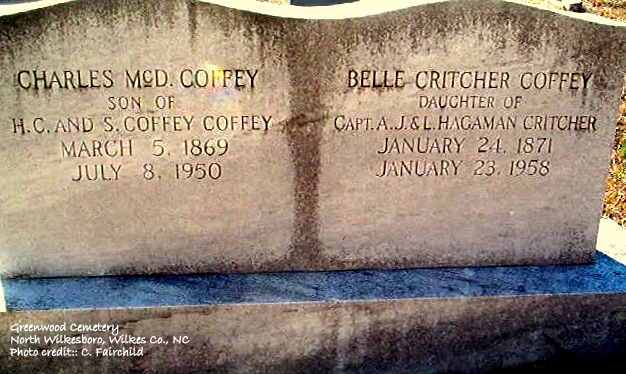 CHARLES McD. COFFEY
SON OF
H.C. AND S. COFFEY COFFEY
MARCH 5, 1869
JULY 8, 1950
BELLE CRITCHER COFFEY
DAUGHTER OF
CAPT. A.J. & L. HAGAMAN CRITCHER
JANUARY 24, 1871
JANUARY 23, 1958
Greenwood Cemetery
North Wilkesboro, Wilkes Co., NC
Photo credit:: C. Fairchild